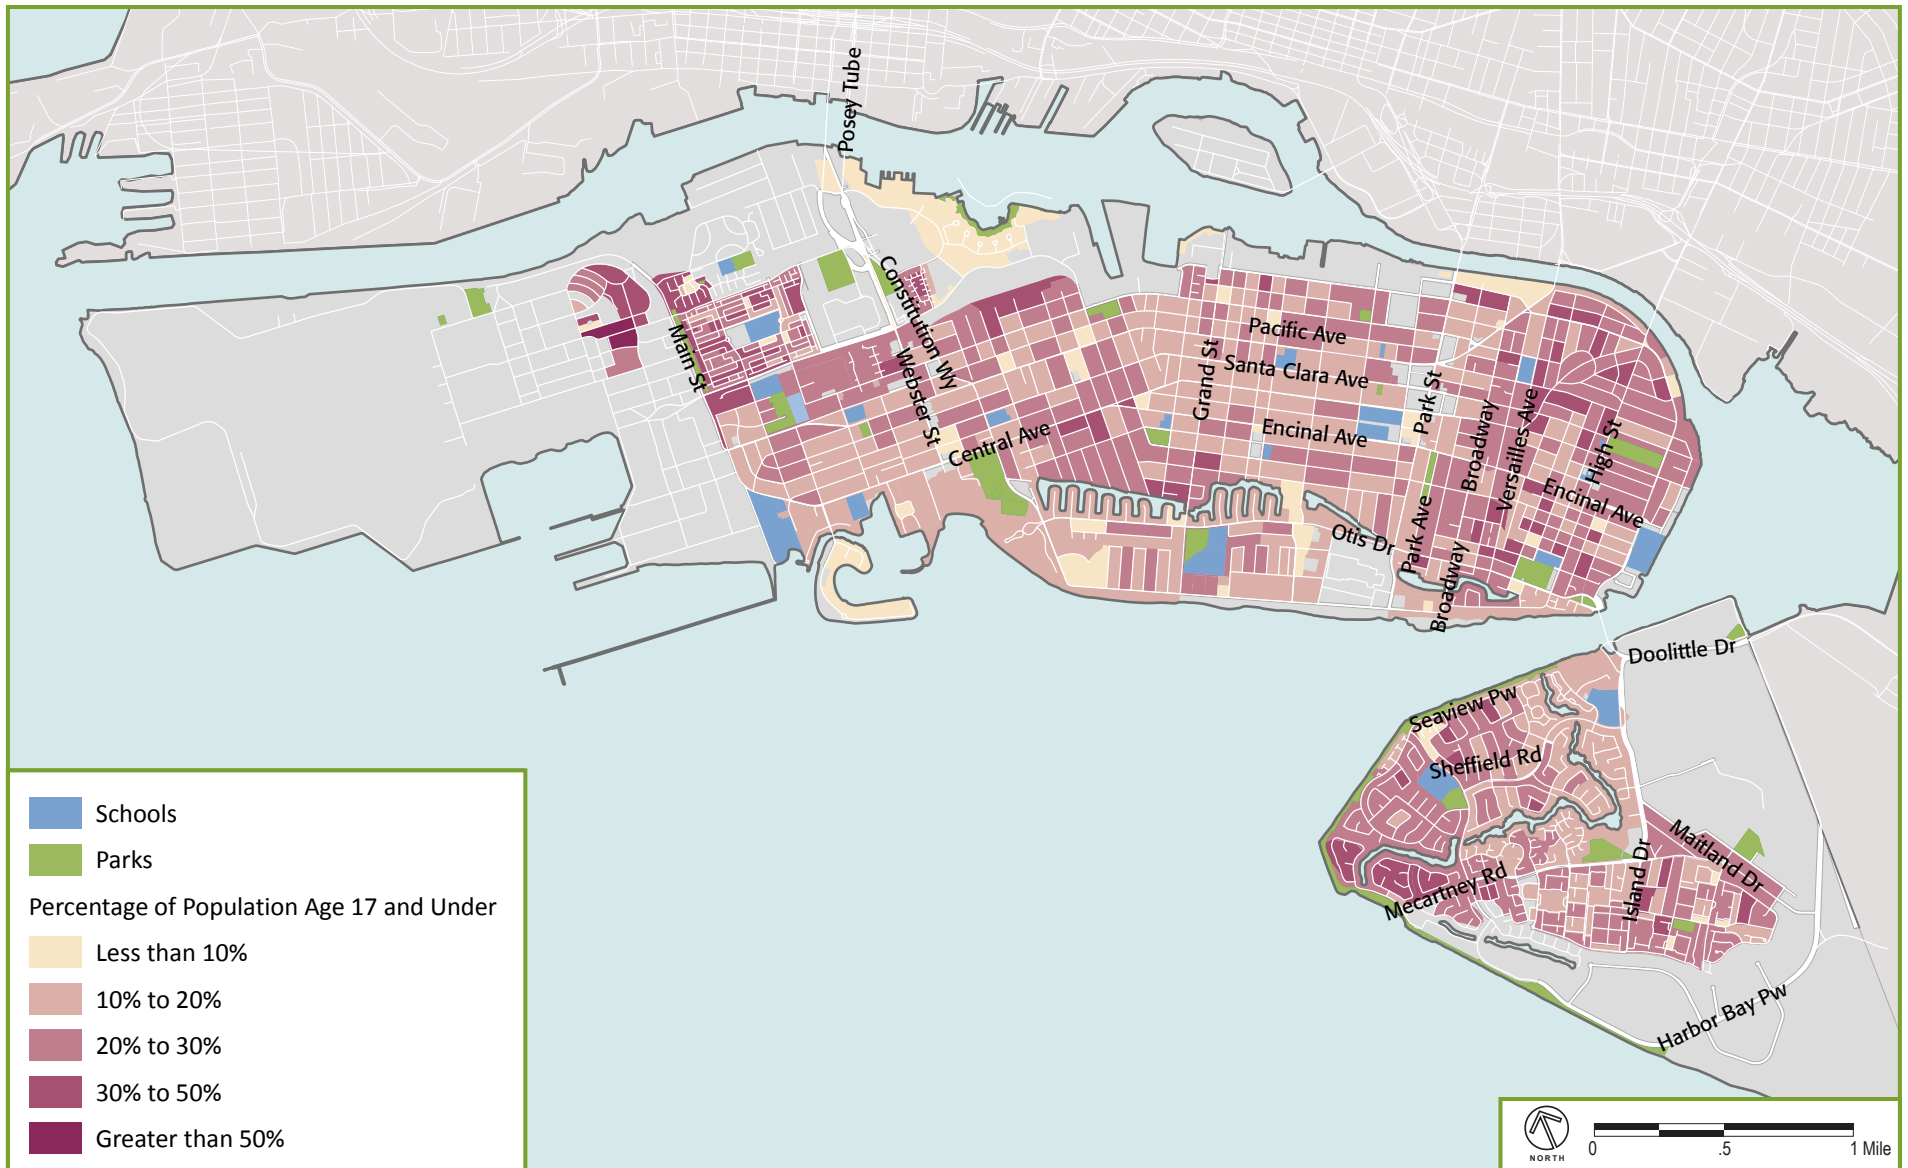 Posey Tube
Constitution Wy
Main St
Webster St
Central Ave
Grand St
Pacific Ave
Santa Clara Ave
Encinal Ave
Park St
Broadway
Versailles Ave
High St
Encinal Ave
Otis Dr
Park Ave
Broadway
Doolittle Dr
Seaview Pw
Sheffield Rd
Mecartney Rd
Island Dr
Maitland Dr
Harbor Bay Pw
Schools
Parks
Percentage of Population Age 17 and Under
Less than 10%
10% to 20%
20% to 30%
30% to 50%
Greater than 50%
NORTH
0 .5 1 Mile